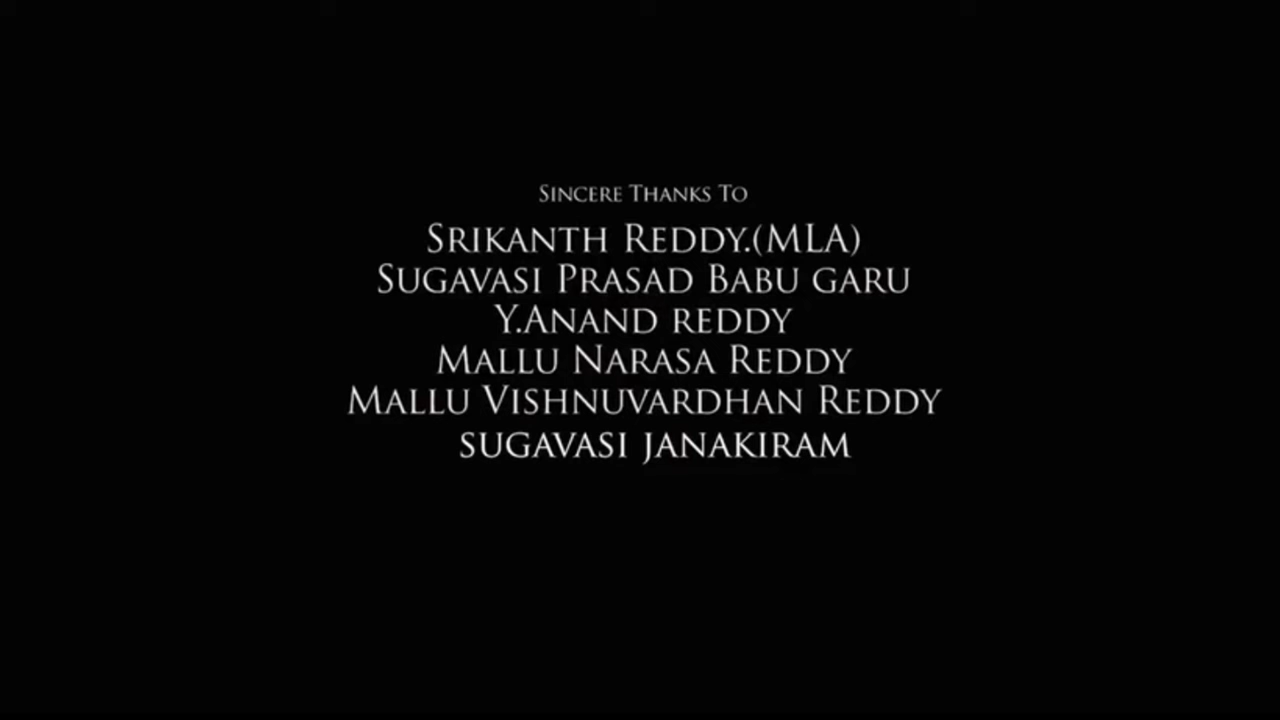 Sincere Thanks To
Srikanth Reddy.(MLA)
Sugavasi Prasad Babu garu
Y.Anand reddy
Mallu Narasa Reddy
Mallu Vishnuvardhan Reddy
sugavasi janakiram